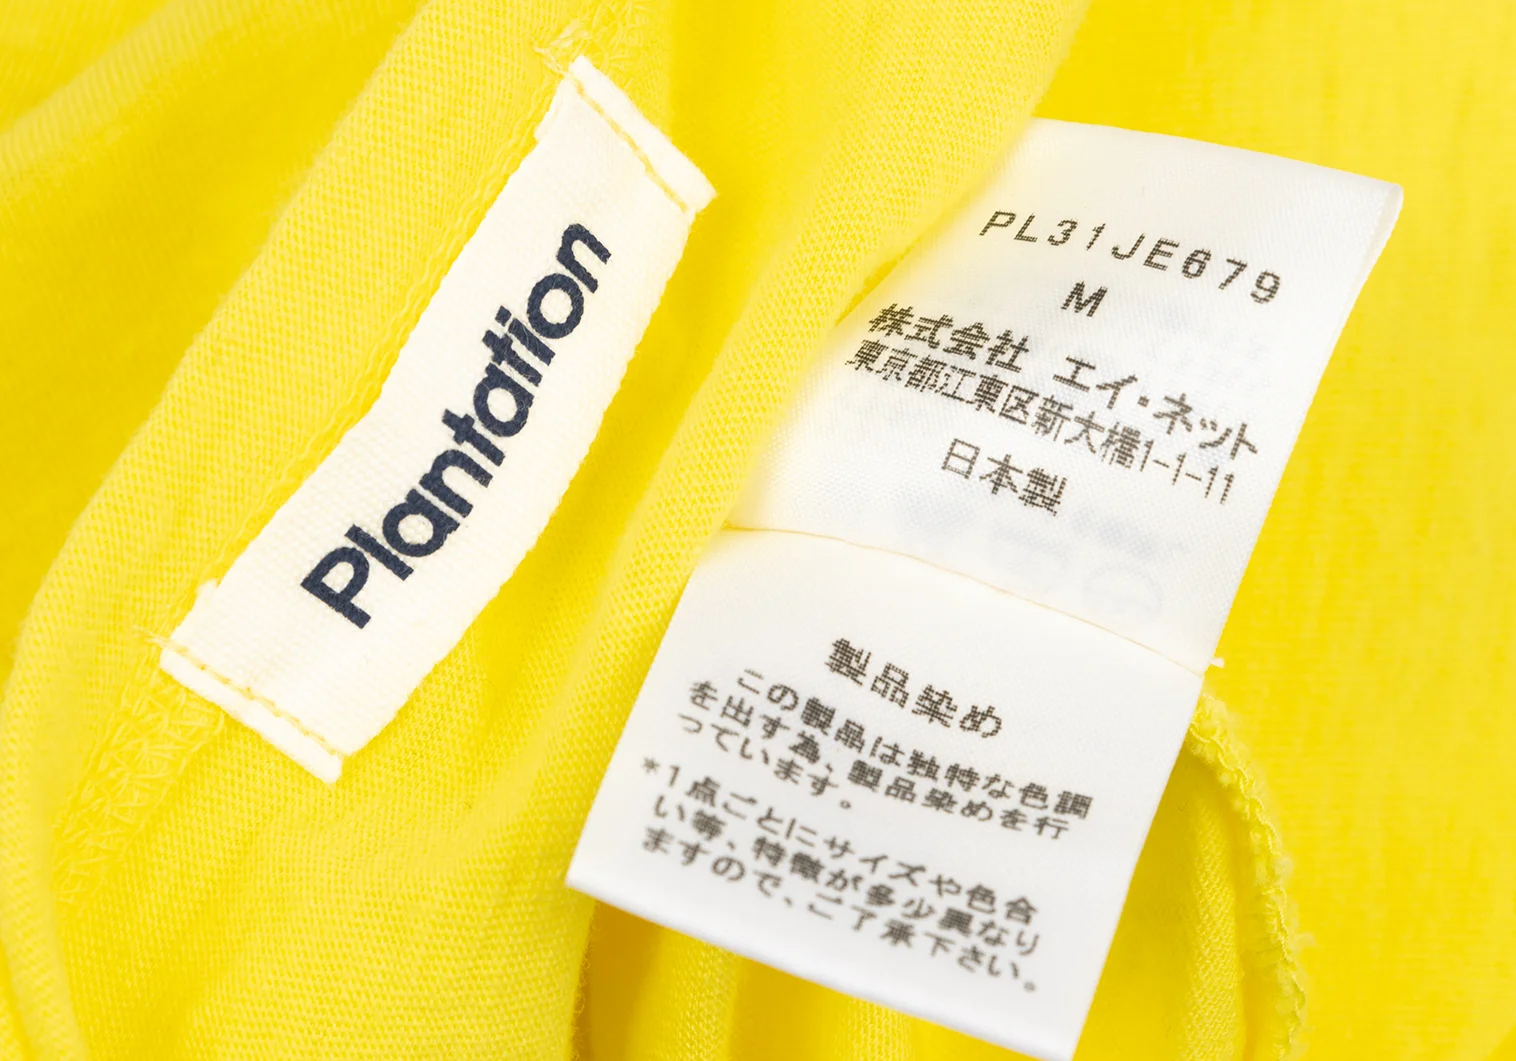 Plantation
PL31JE679
M
株式会社 エイ・ネット
東京都江東区新大橋1-1-11
日本製
製品染め
この製品は独特な色調
を出す為、製品染めを行
っています。
*1点ごとにサイズや色合
い等、特徴が多少異なり
ますので、ご了承下さい。